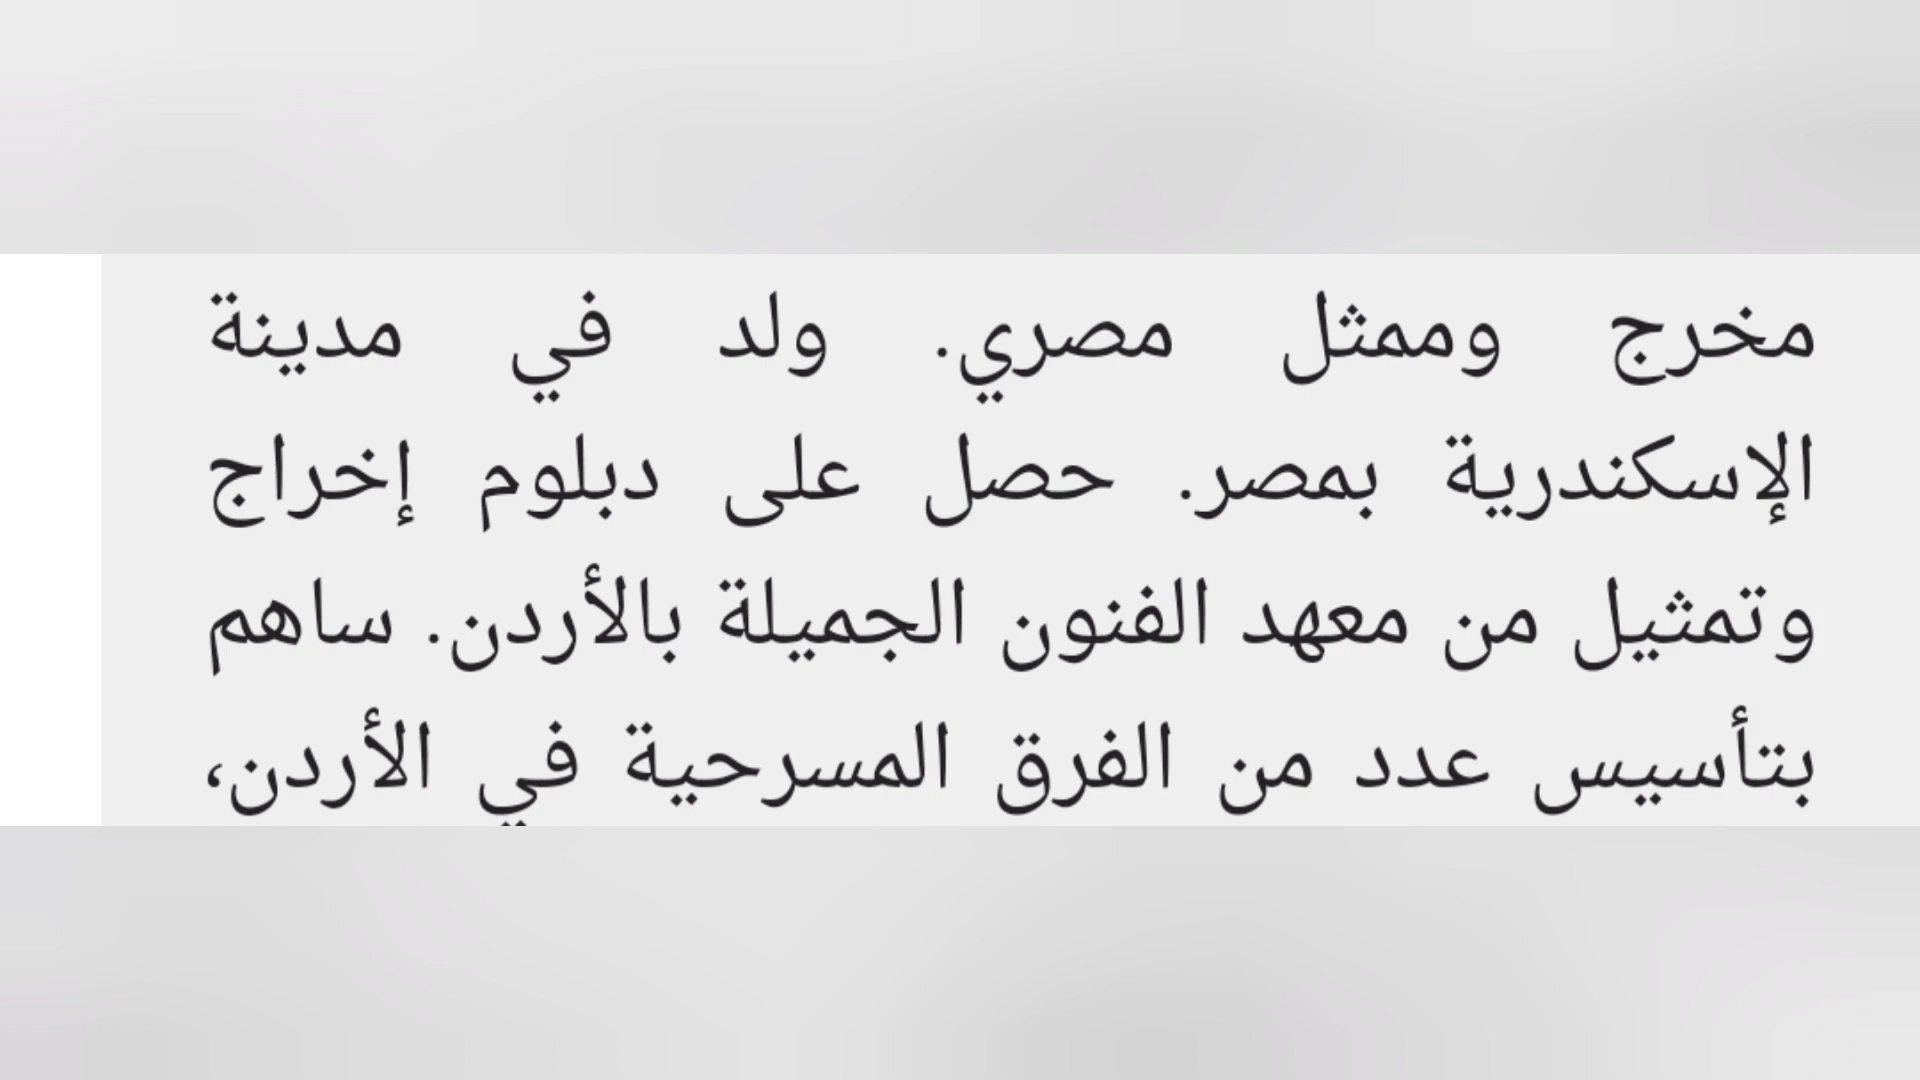 مخرج وممثل مصري. ولد في مدينة
الإسكندرية بمصر. حصل على دبلوم إخراج
وتمثيل من معهد الفنون الجميلة بالأردن. ساهم
بتأسيس عدد من الفرق المسرحية في الأردن،